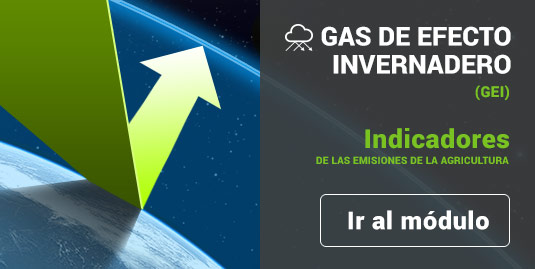 GAS DE EFECTO
INVERNADERO
(GEI)
Indicadores
DE LAS EMISIONES DE LA AGRICULTURA
Ir al módulo